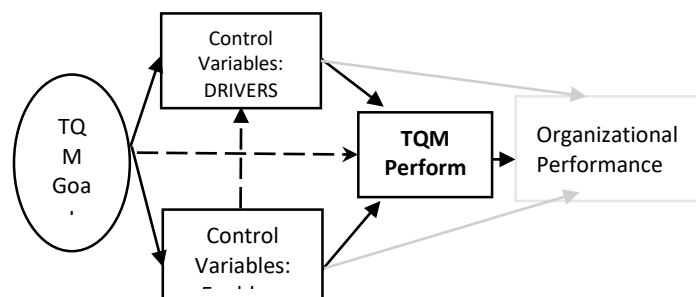 Control
Variables:
DRIVERS
TQ
M
Goa
TQM
Perform
Organizational
Performance
Control
Variables: